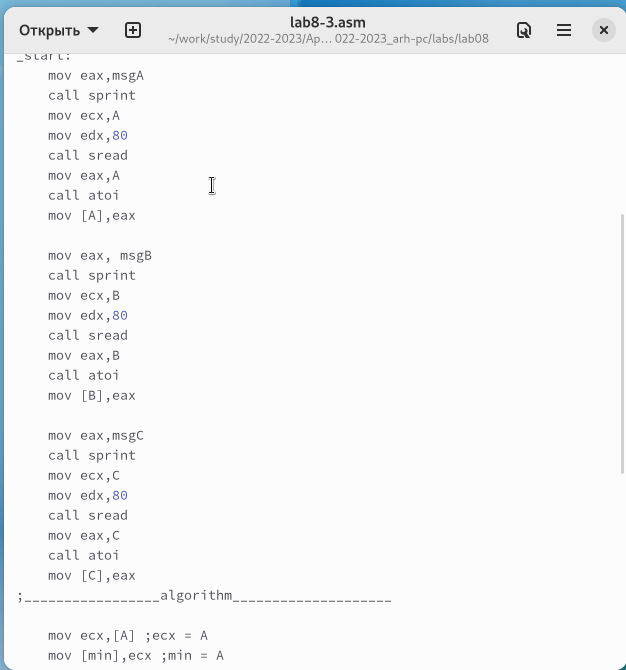 Открыть
lab8-3.asm
~/work/study/2022-2023/Ap... 022-2023_arh-pc/labs/lab08
_start:
mov eax,msgA
call sprint
mov ecx,A
mov edx,80
call sread
mov eax,A
call atoi
mov [A],eax
mov eax, msgB
call sprint
mov ecx,B
mov edx,80
call sread
mov eax,B
call atoi
mov [B],eax
mov eax,msgC
call sprint
mov ecx,C
mov edx,80
call sread
mov eax,C
call atoi
mov [C],eax
;_________________algorithm____________________
mov ecx,[A] ;ecx = A
mov [min],ecx ;min = A